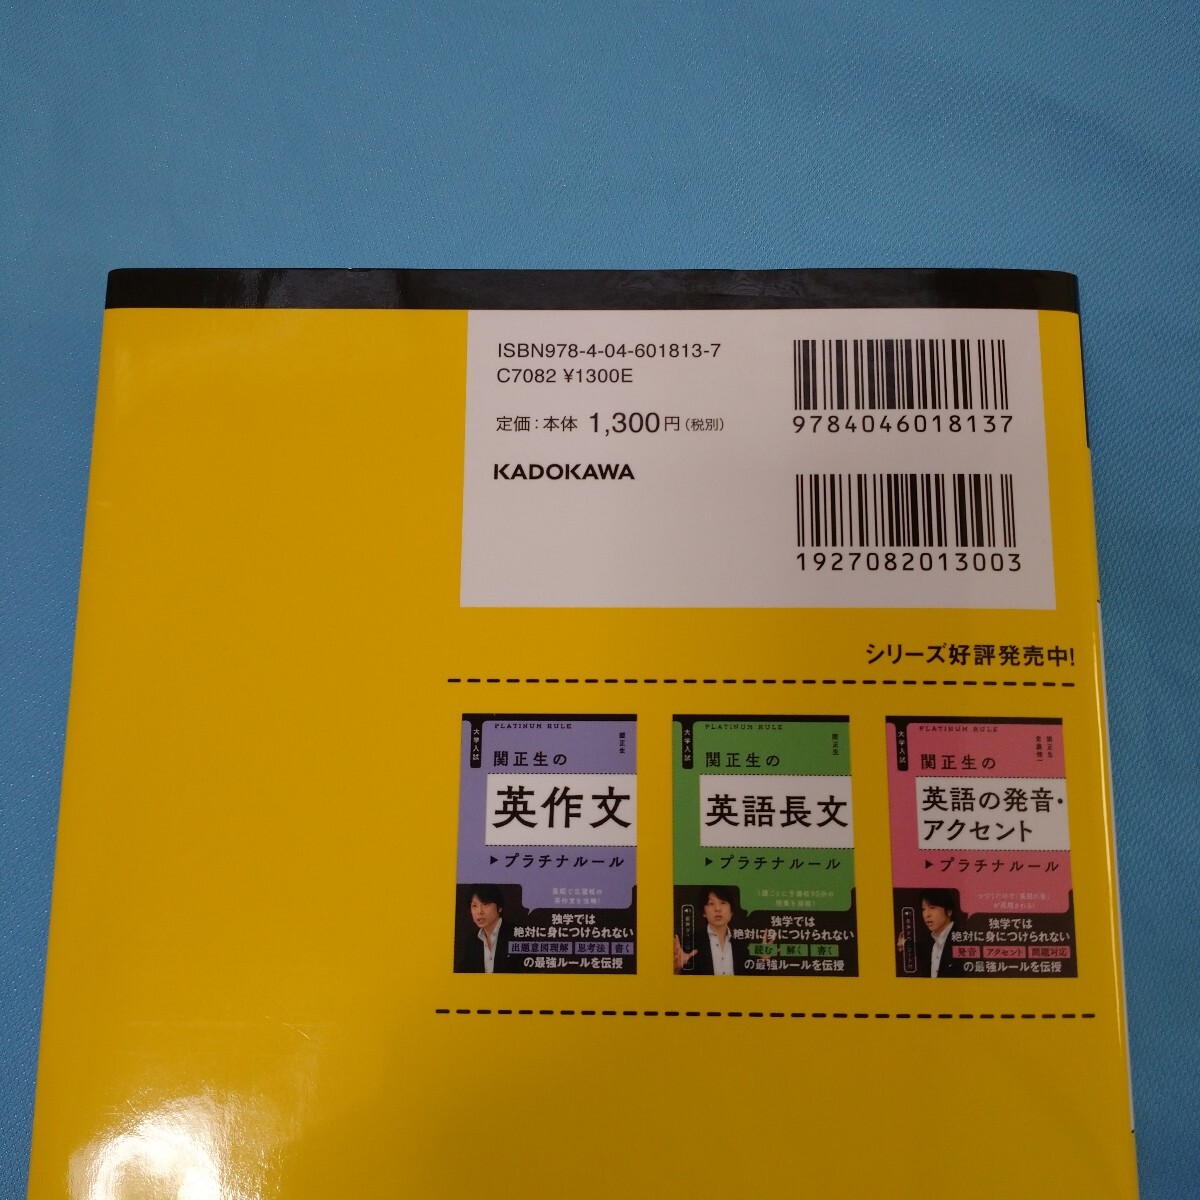 ISBN978-4-04-601813-7
C7082 ¥1300E
定価:本体 1,300円(税別)
KADOKAWA
9784046018137
1927082013003
シリーズ好評発売中!
PLATINUM RULE
大学入試
関正生
関正生の
英作文
▶プラチナルール
独学では
絶対に身につけられない
出題意図理解 思考法 書く
の最強ルールを伝授
PLATINUM RULE
大学入試
関正生
関正生の
英語長文
▶プラチナルール
独学では
絶対に身につけられない
読む 解く 書く
の最強ルールを伝授
PLATINUM RULE
大学入試
関正生
関正生の
英語の発音・
アクセント
▶プラチナルール
独学では
絶対に身につけられない
発音 アクセント 問題対応
の最強ルールを伝授